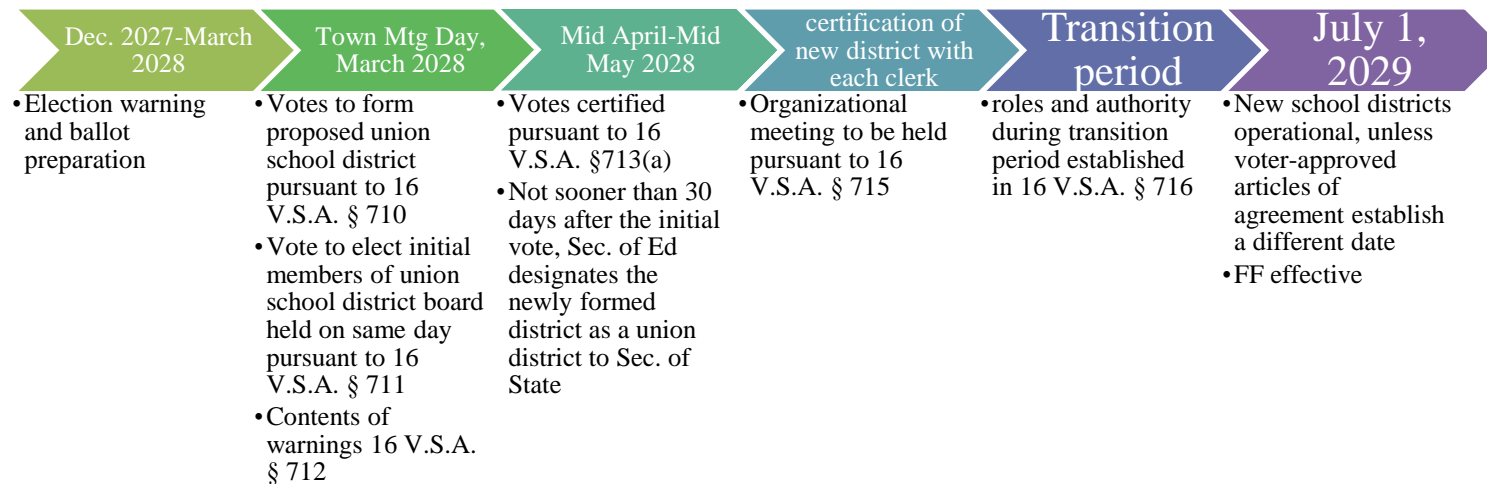 Dec. 2027-March
2028
• Election warning
and ballot
preparation
Town Mtg Day,
March 2028
• Votes to form
proposed union
school district
pursuant to 16
V.S.A. § 710
• Vote to elect initial
members of union
school district board
held on same day
pursuant to 16
V.S.A. § 711
• Contents of
warnings 16 V.S.A.
§ 712
Mid April-Mid
May 2028
• Votes certified
pursuant to 16
V.S.A. §713(a)
• Not sooner than 30
days after the initial
vote, Sec. of Ed
designates the
newly formed
district as a union
district to Sec. of
State
certification of
new district with
each clerk
• Organizational
meeting to be held
pursuant to 16
V.S.A. § 715
Transition
period
• roles and authority
during transition
period established
in 16 V.S.A. § 716
July 1,
2029
• New school districts
operational, unless
voter-approved
articles of
agreement establish
a different date
• FF effective